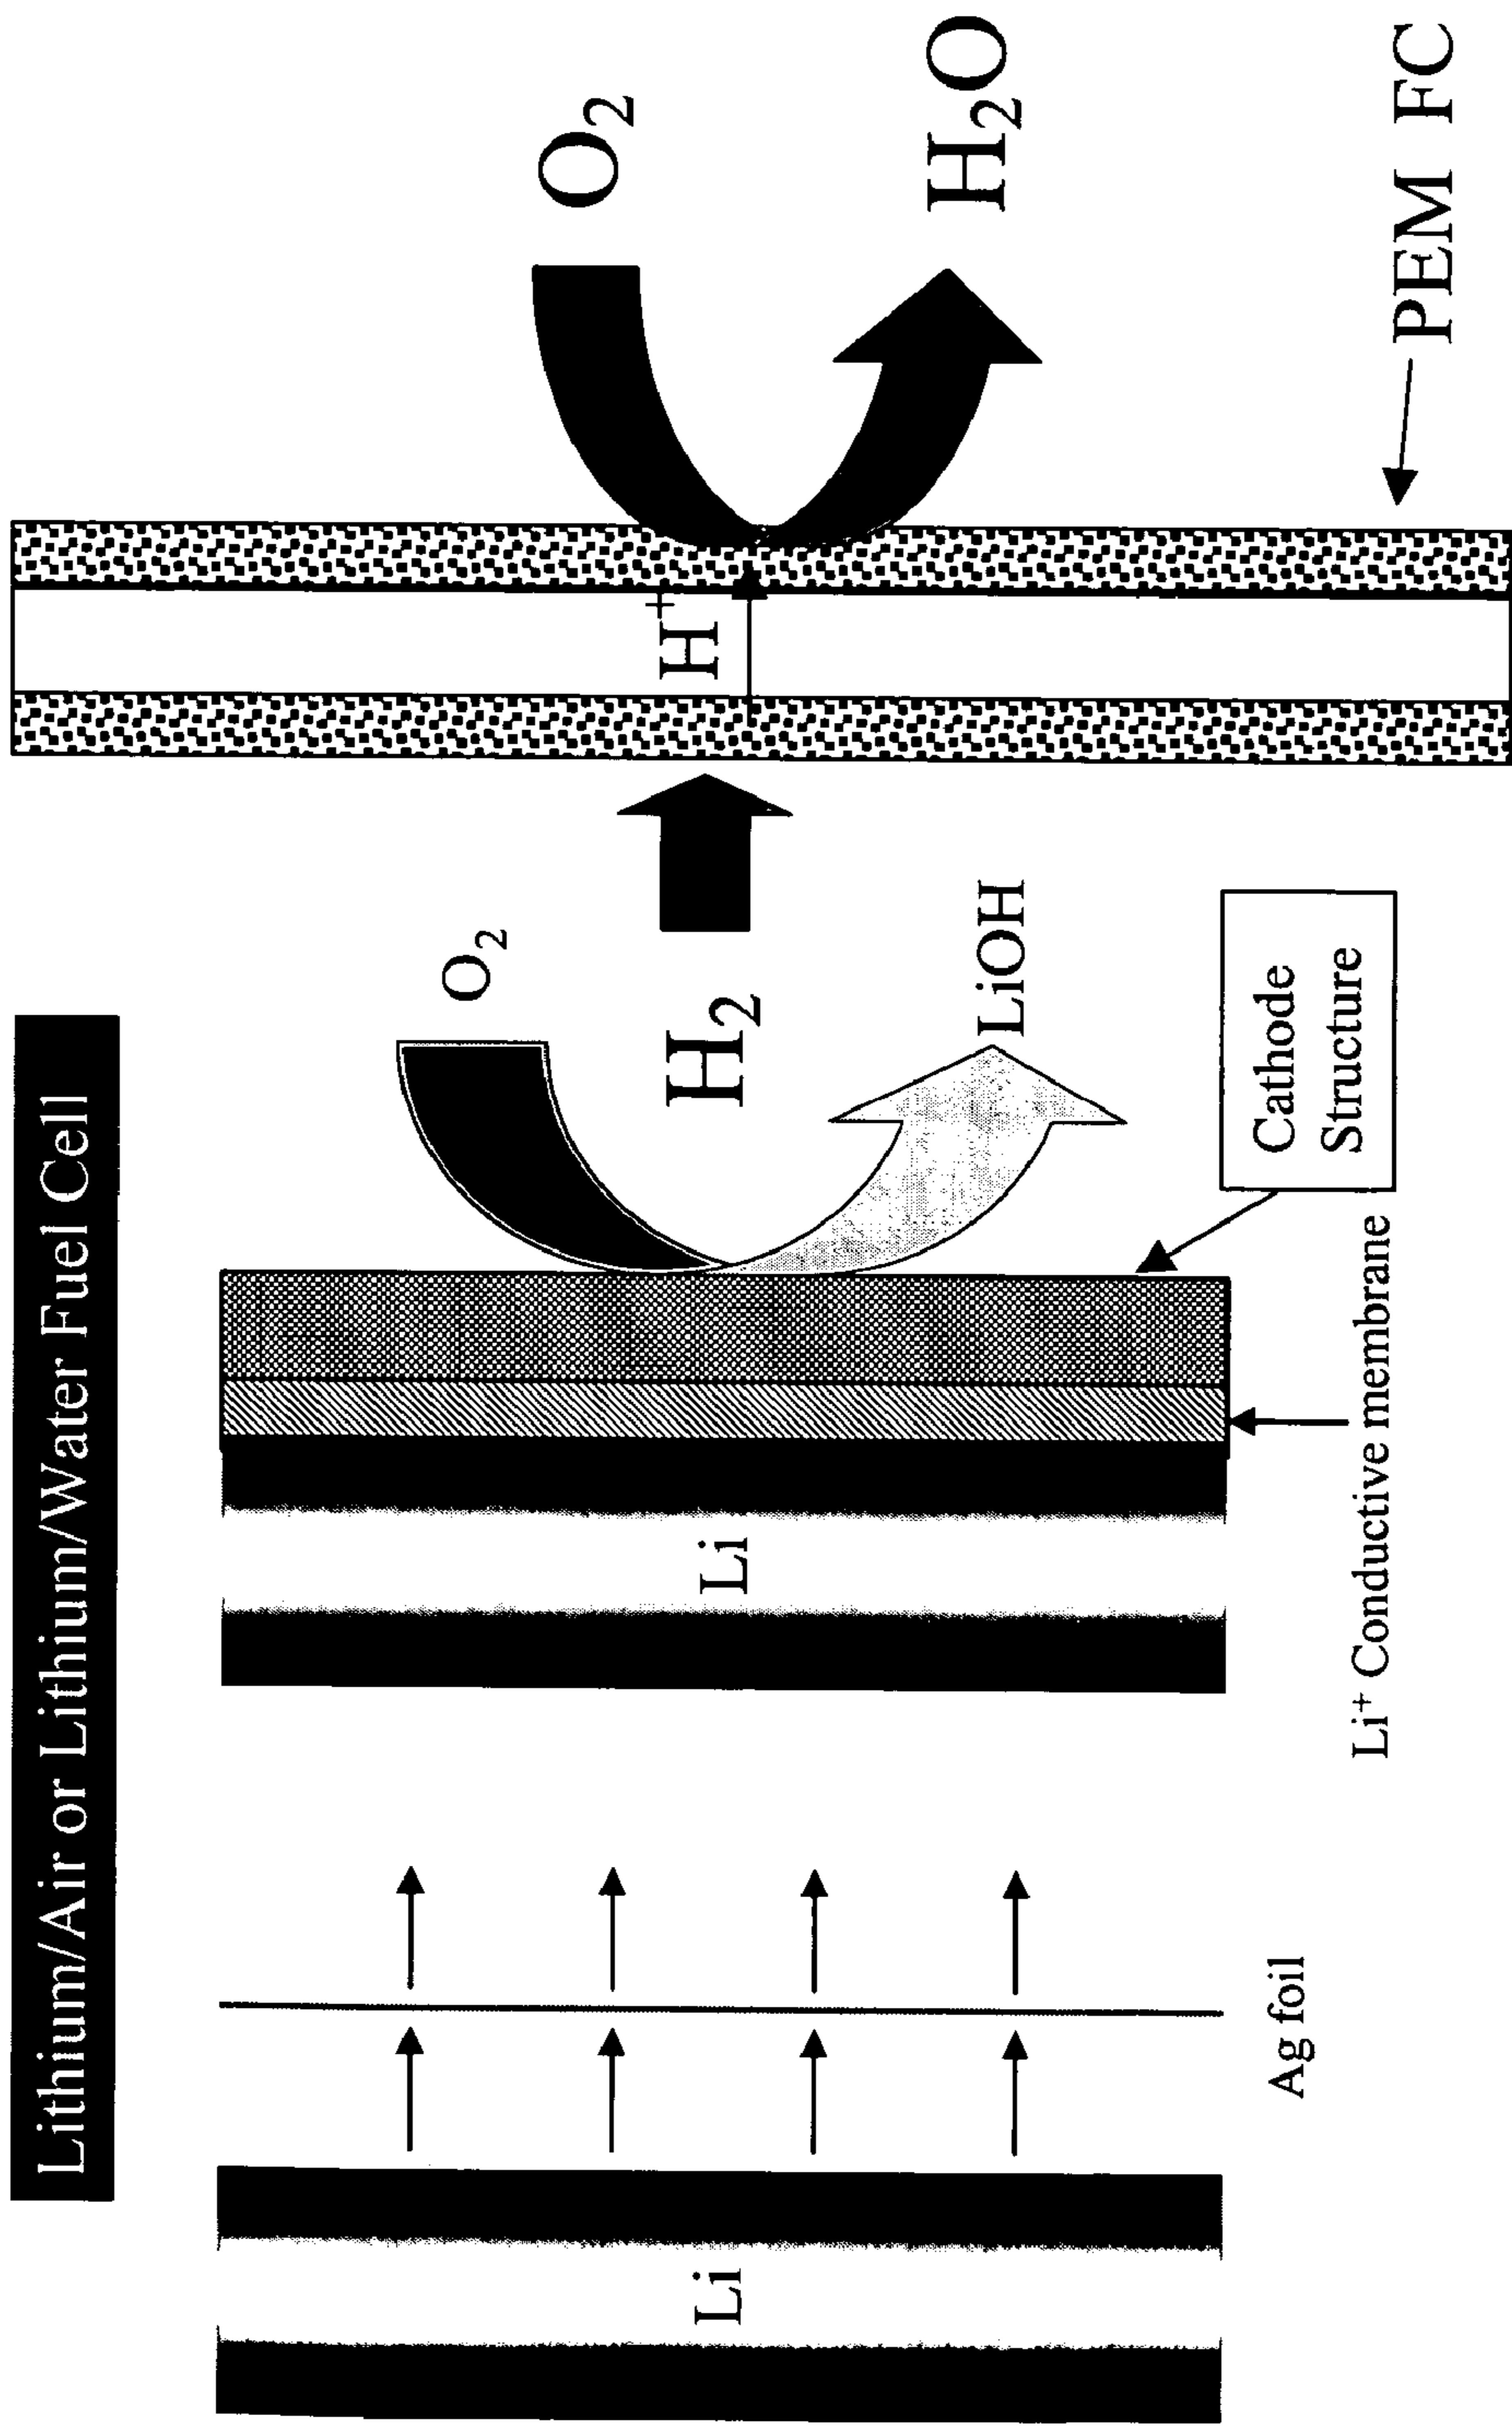 Lithium/Air or Lithium/Water Fuel Cell
Li
Ag foil
Li
Li⁺ Conductive membrane
Cathode
Structure
O₂
H₂
LiOH
H⁺
O₂
H₂O
PEM FC